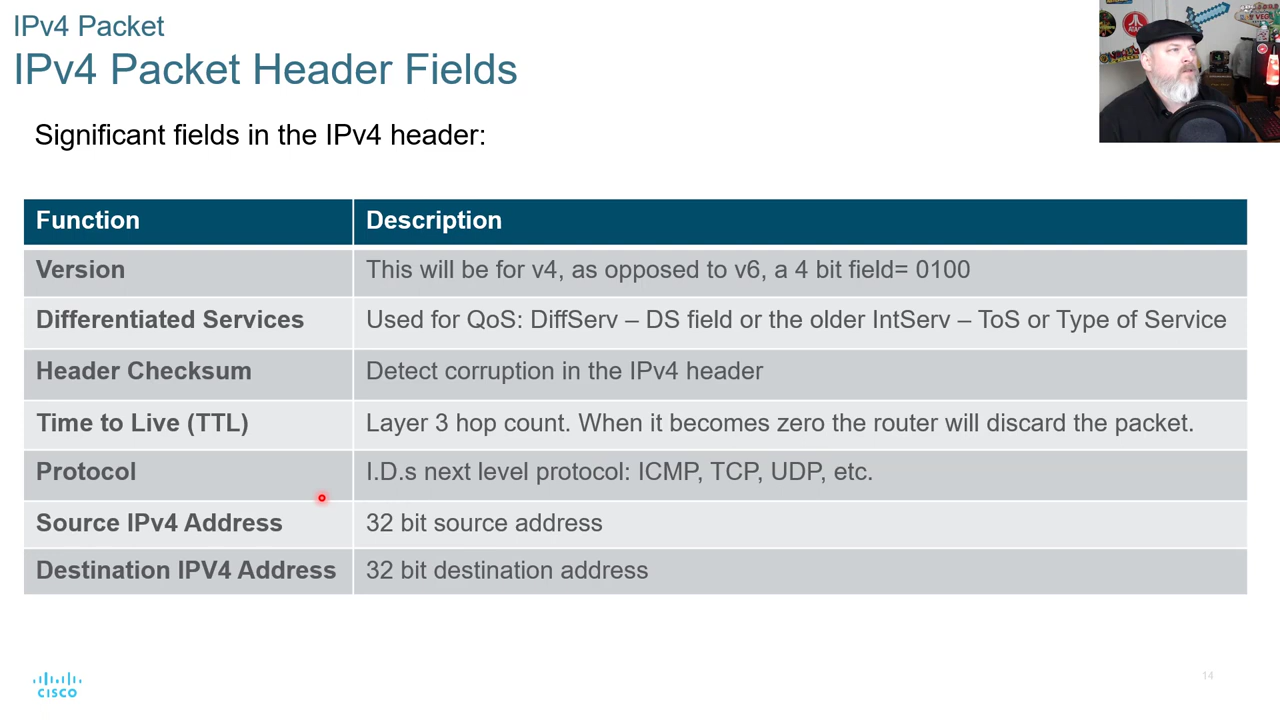 IPv4 Packet
IPv4 Packet Header Fields
Significant fields in the IPv4 header:
Function Description
Version This will be for v4, as opposed to v6, a 4 bit field= 0100
Differentiated Services Used for QoS: DiffServ – DS field or the older IntServ – ToS or Type of Service
Header Checksum Detect corruption in the IPv4 header
Time to Live (TTL) Layer 3 hop count. When it becomes zero the router will discard the packet.
Protocol I.D.s next level protocol: ICMP, TCP, UDP, etc.
Source IPv4 Address 32 bit source address
Destination IPV4 Address 32 bit destination address
CISCO
14